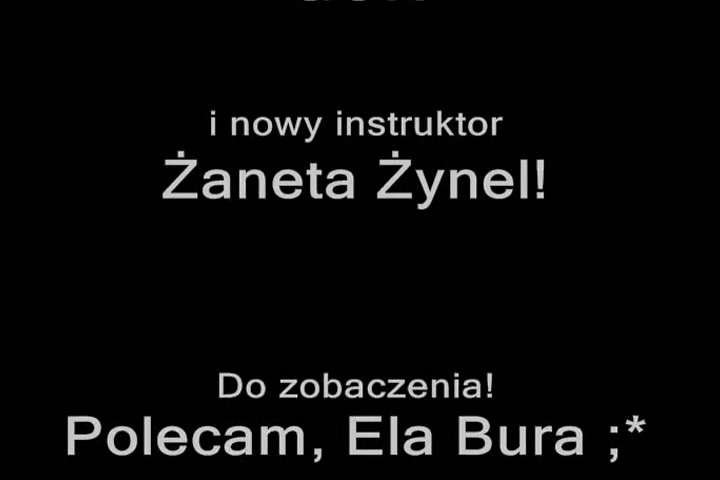 i nowy instruktor
Żaneta Żynel!
Do zobaczenia!
Polecam, Ela Bura ;*